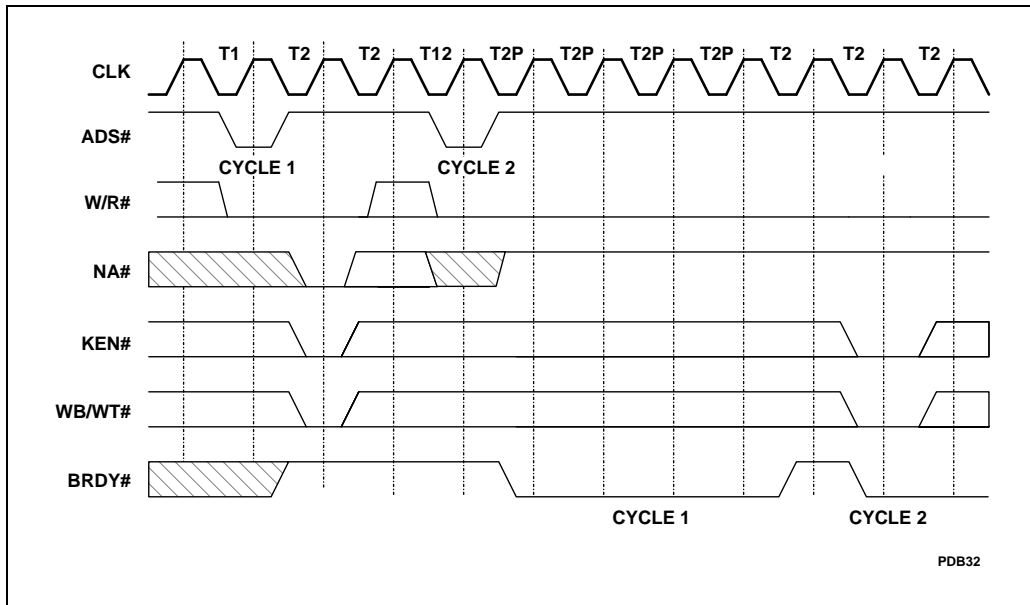 T1 T2 T2 T12 T2P T2P T2P T2P T2 T2 T2
CLK
ADS#
CYCLE 1 CYCLE 2
W/R#
NA#
KEN#
WB/WT#
BRDY#
CYCLE 1 CYCLE 2
PDB32